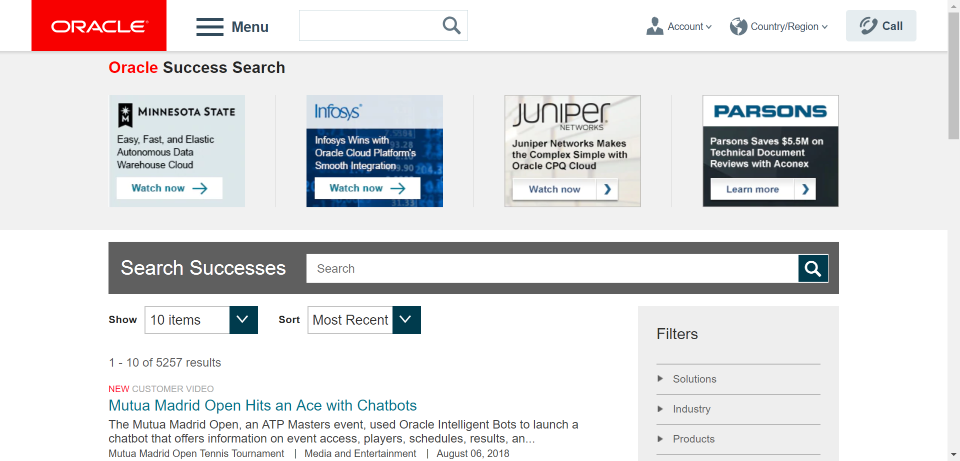 ORACLE
Menu
Account
Country/Region
Call
Oracle Success Search
MINNESOTA STATE
Easy, Fast, and Elastic
Autonomous Data
Warehouse Cloud
Watch now
Infosys
Infosys Wins with
Oracle Cloud Platform's
Smooth Integration
Watch now
JUNIPER
NETWORKS
Juniper Networks Makes
the Complex Simple with
Oracle CPQ Cloud
Watch now
PARSONS
Parsons Saves $5.5M on
Technical Document
Reviews with Aconex
Learn more
Search Successes
Search
Show
10 items
Sort
Most Recent
1 - 10 of 5257 results
NEW CUSTOMER VIDEO
Mutua Madrid Open Hits an Ace with Chatbots
The Mutua Madrid Open, an ATP Masters event, used Oracle Intelligent Bots to launch a
chatbot that offers information on event access, players, schedules, results, an...
Mutua Madrid Open Tennis Tournament | Media and Entertainment | August 06, 2018
Filters
Solutions
Industry
Products